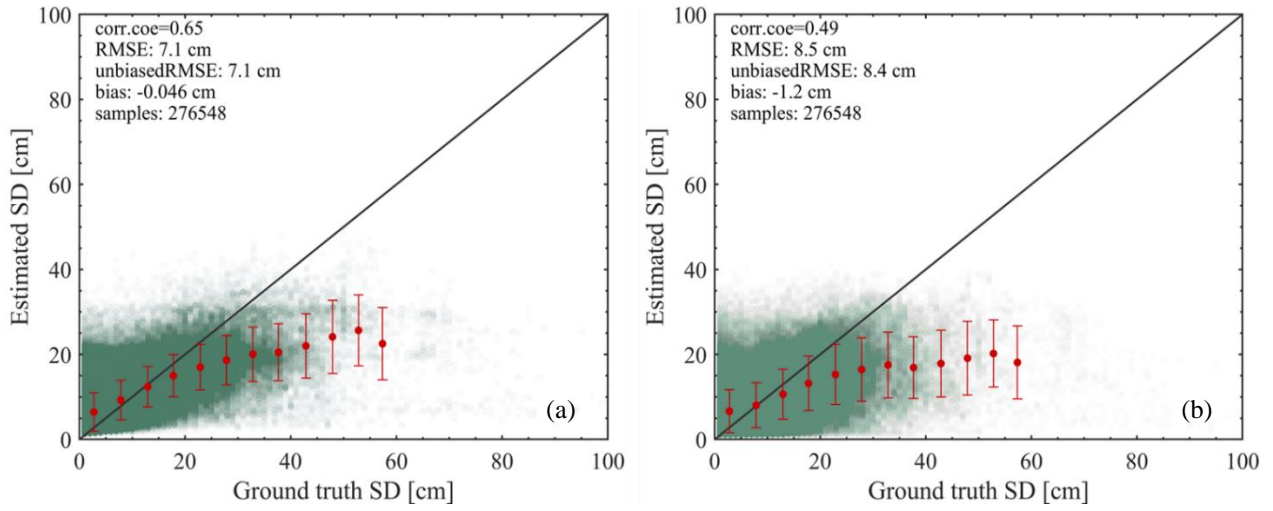 corr.coe=0.65
RMSE: 7.1 cm
unbiasedRMSE: 7.1 cm
bias: -0.046 cm
samples: 276548
100
80
60
40
20
0
Estimated SD [cm]
(a)
0 20 40 60 80 100
Ground truth SD [cm]
corr.coe=0.49
RMSE: 8.5 cm
unbiasedRMSE: 8.4 cm
bias: -1.2 cm
samples: 276548
100
80
60
40
20
0
Estimated SD [cm]
(b)
0 20 40 60 80 100
Ground truth SD [cm]